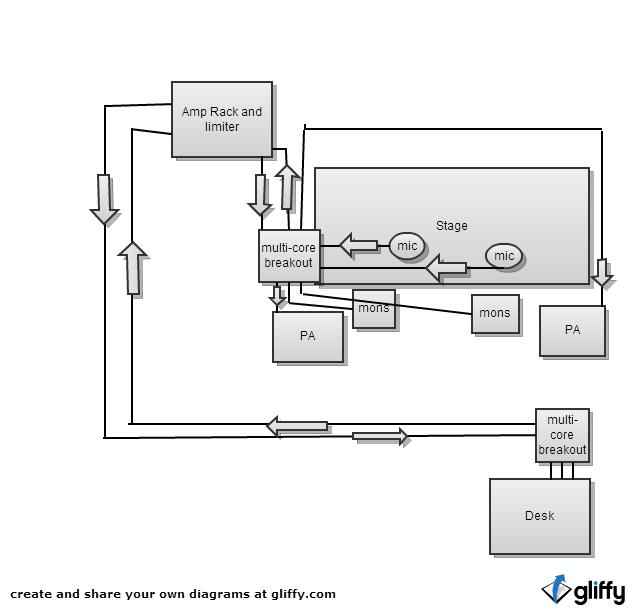 Amp Rack and
limiter
Stage
mic
mic
multi-core
breakout
mons
mons
PA
PA
multi-
core
breakout
Desk
create and share your own diagrams at gliffy.com
gliffy